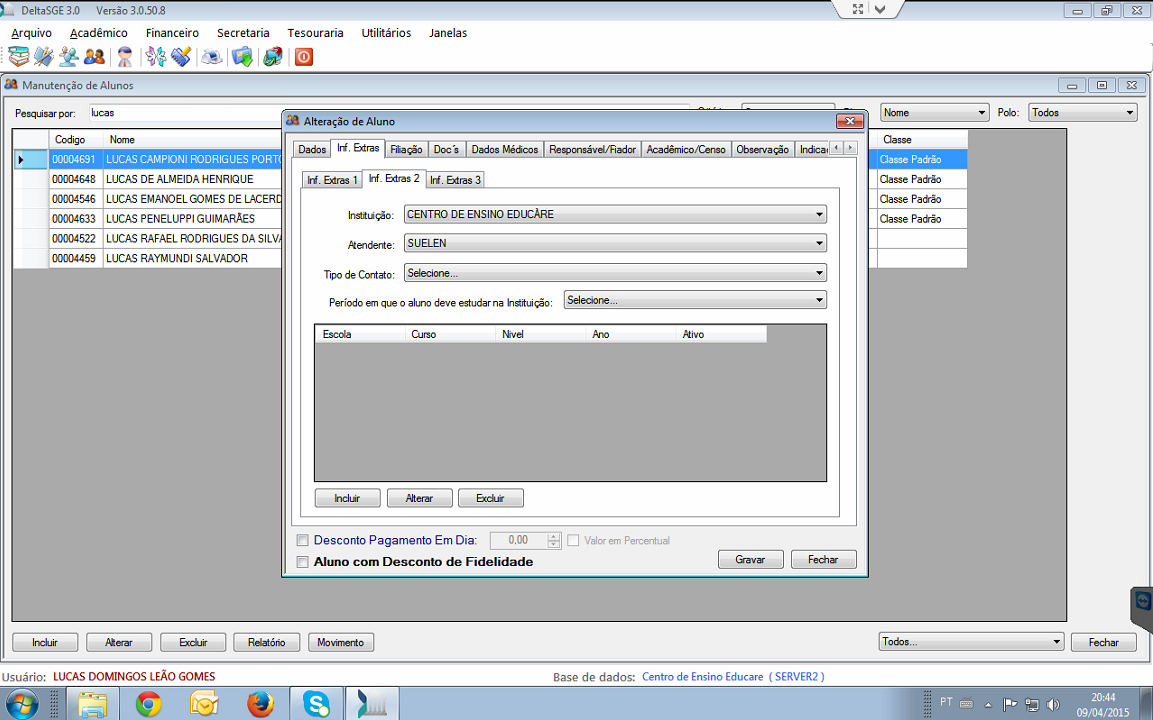 DeltaSGE 3.0 Versão 3.0.50.8
Arquivo Acadêmico Financeiro Secretaria Tesouraria Utilitários Janelas
Manutenção de Alunos
Pesquisar por: lucas Nome Polo: Todos
Codigo Nome Classe
00004691 LUCAS CAMPIONI RODRIGUES PORTO Classe Padrão
00004648 LUCAS DE ALMEIDA HENRIQUE Classe Padrão
00004546 LUCAS EMANOEL GOMES DE LACERD Classe Padrão
00004633 LUCAS PENELUPPI GUIMARÃES Classe Padrão
00004522 LUCAS RAFAEL RODRIGUES DA SILVA
00004459 LUCAS RAYMUNDI SALVADOR
Alteração de Aluno
Dados Inf. Extras Filiação Doc´s Dados Médicos Responsável/Fiador Acadêmico/Censo Observação Indica
Inf. Extras 1 Inf. Extras 2 Inf. Extras 3
Instituição: CENTRO DE ENSINO EDUCÀRE
Atendente: SUELEN
Tipo de Contato: Selecione...
Período em que o aluno deve estudar na Instituição: Selecione...
Escola Curso Nivel Ano Ativo
Incluir Alterar Excluir
Desconto Pagamento Em Dia: 0.00 Valor em Percentual
Aluno com Desconto de Fidelidade
Gravar Fechar
Incluir Alterar Excluir Relatório Movimento Todos... Fechar
Usuário: LUCAS DOMINGOS LEÃO GOMES Base de dados: Centro de Ensino Educare ( SERVER2 )
PT 20:44
09/04/2015